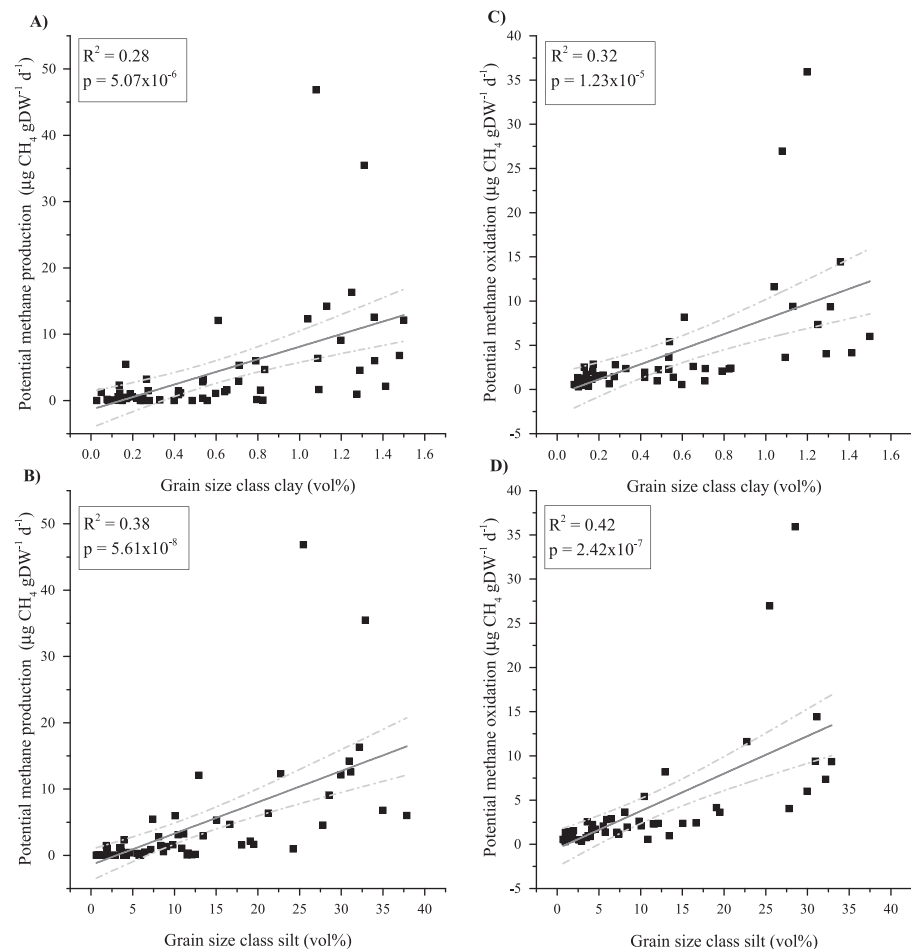 A)
R² = 0.28
p = 5.07x10⁻⁶
50
40
30
20
10
0
0.0 0.2 0.4 0.6 0.8 1.0 1.2 1.4 1.6
Potential methane production (µg CH₄ gDW⁻¹ d⁻¹)
Grain size class clay (vol%)
C)
R² = 0.32
p = 1.23x10⁻⁵
40
35
30
25
20
15
10
5
0
-5
0.0 0.2 0.4 0.6 0.8 1.0 1.2 1.4 1.6
Potential methane oxidation (µg CH₄ gDW⁻¹ d⁻¹)
Grain size class clay (vol%)
B)
R² = 0.38
p = 5.61x10⁻⁸
50
40
30
20
10
0
0 5 10 15 20 25 30 35 40
Potential methane production (µg CH₄ gDW⁻¹ d⁻¹)
Grain size class silt (vol%)
D)
R² = 0.42
p = 2.42x10⁻⁷
40
35
30
25
20
15
10
5
0
-5
0 5 10 15 20 25 30 35 40
Potential methane oxidation (µg CH₄ gDW⁻¹ d⁻¹)
Grain size class silt (vol%)